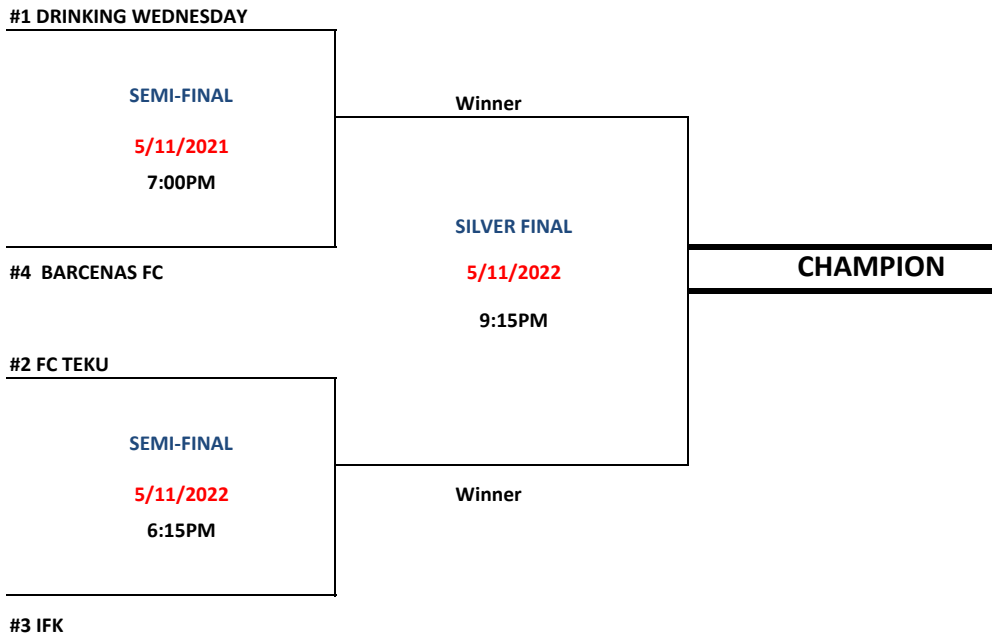 #1 DRINKING WEDNESDAY
SEMI-FINAL
5/11/2021
7:00PM
#4  BARCENAS FC
Winner
SILVER FINAL
5/11/2022
9:15PM
CHAMPION
#2 FC TEKU
SEMI-FINAL
5/11/2022
6:15PM
#3 IFK
Winner